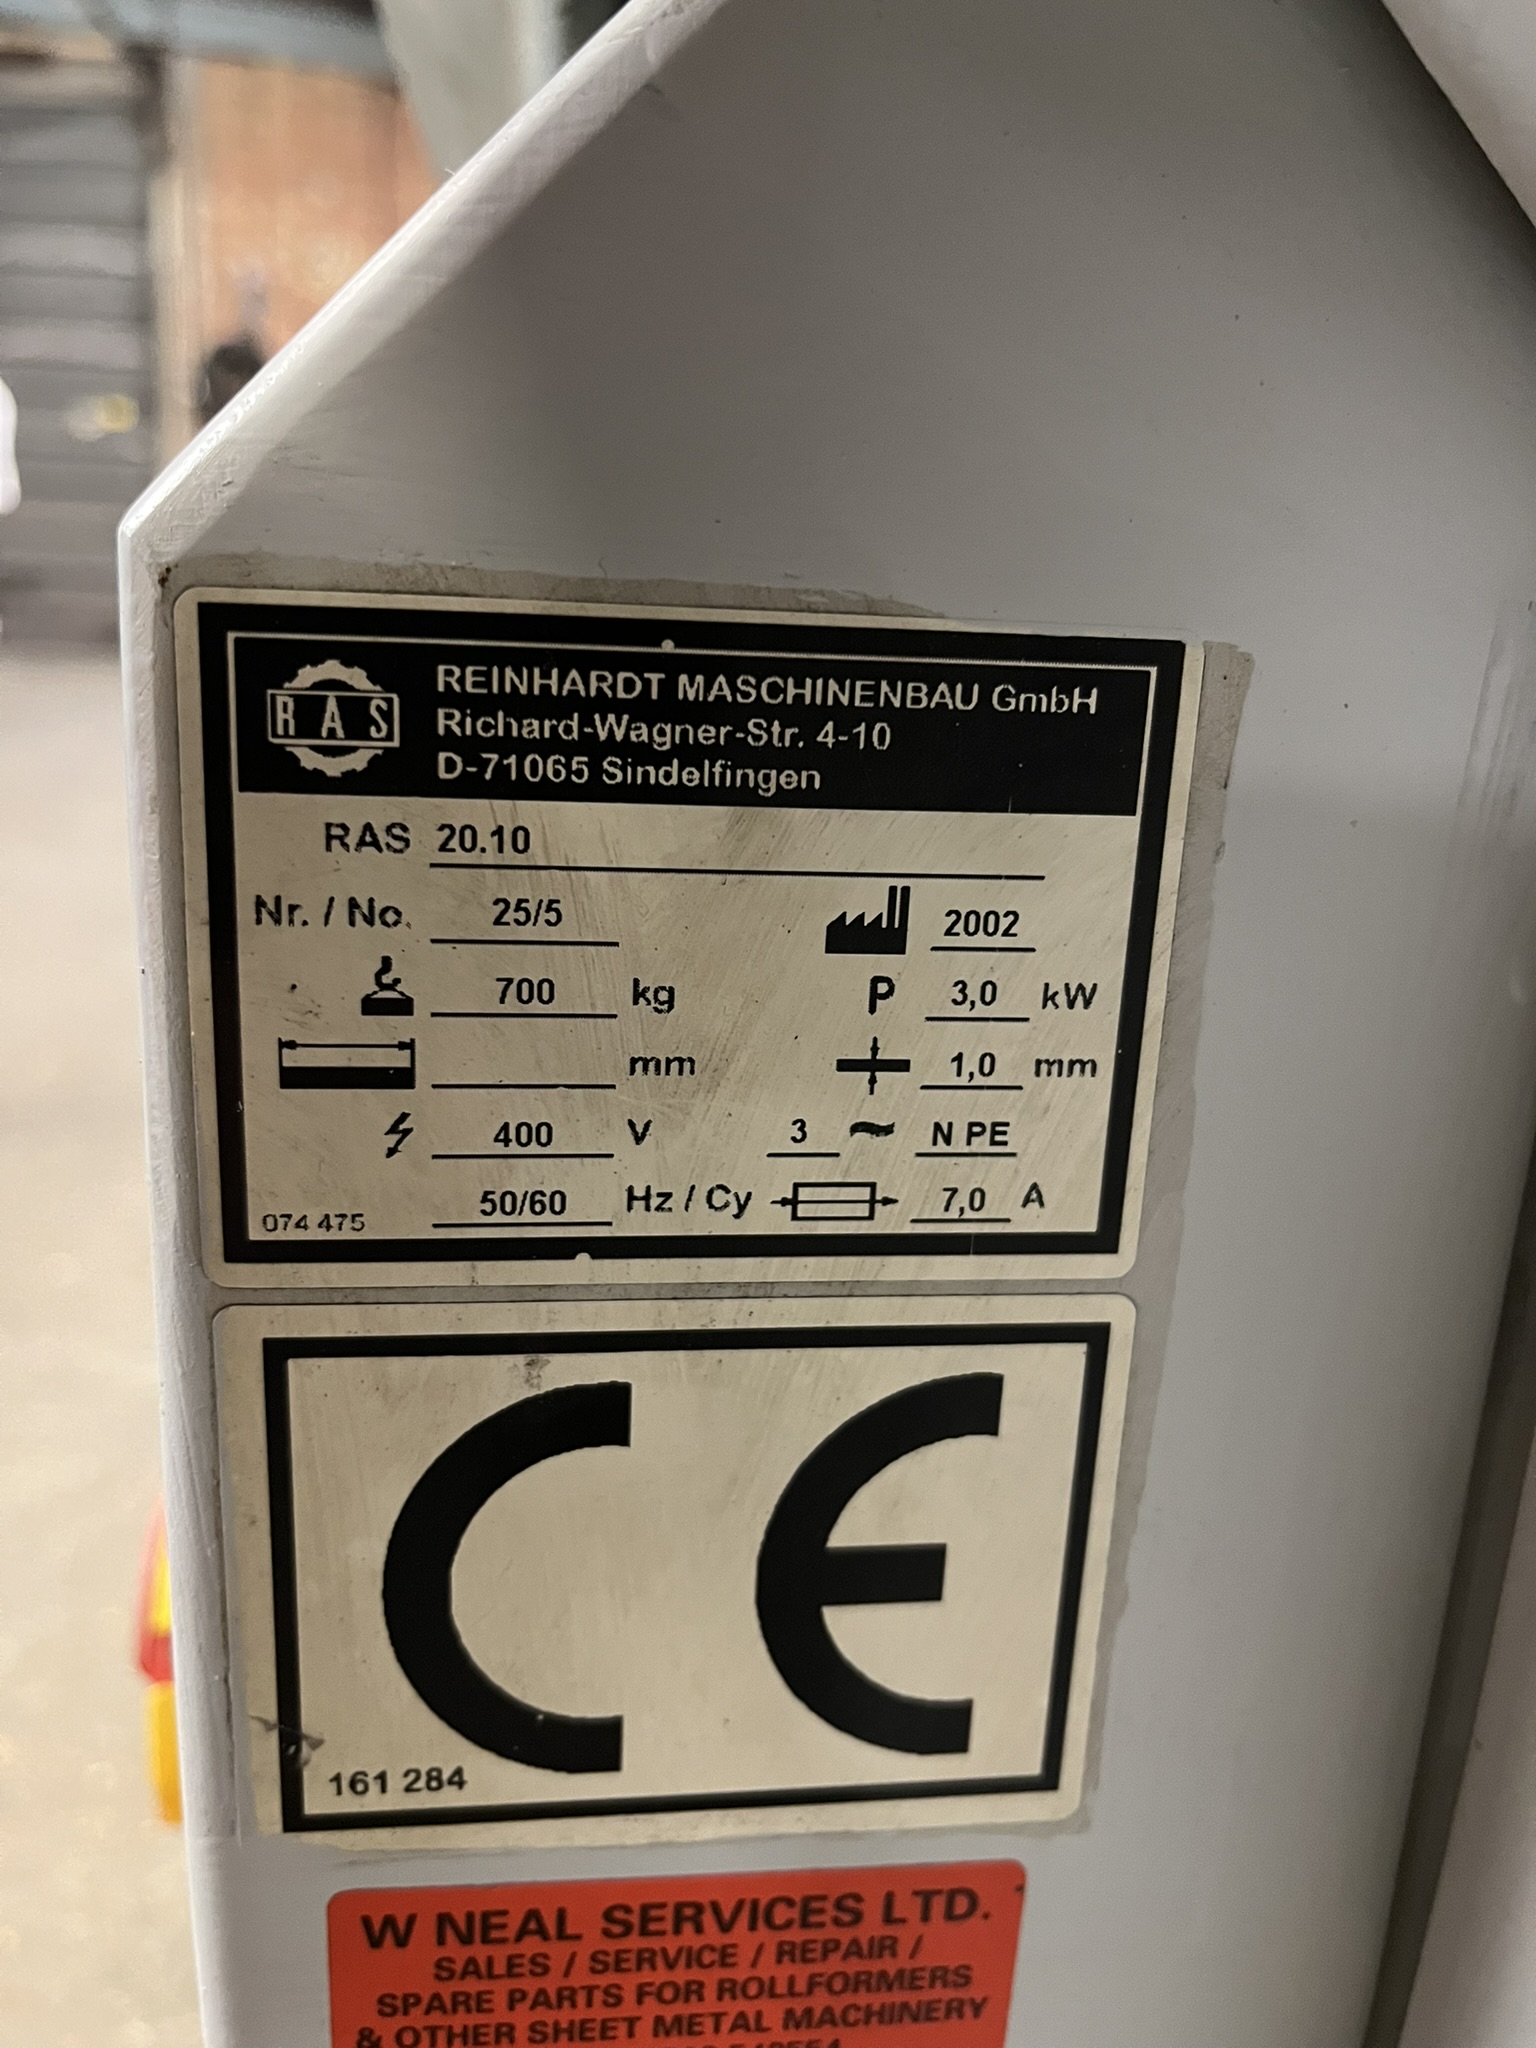 RAS
REINHARDT MASCHINENBAU GmbH
Richard-Wagner-Str. 4-10
D-71065 Sindelfingen
RAS 20.10
Nr. / No. 25/5 2002
700 kg P 3,0 kW
mm 1,0 mm
400 V 3 ~ N PE
50/60 Hz / Cy 7,0 A
074 475
CE
161 284
W NEAL SERVICES LTD.
SALES / SERVICE / REPAIR /
SPARE PARTS FOR ROLLFORMERS
& OTHER SHEET METAL MACHINERY